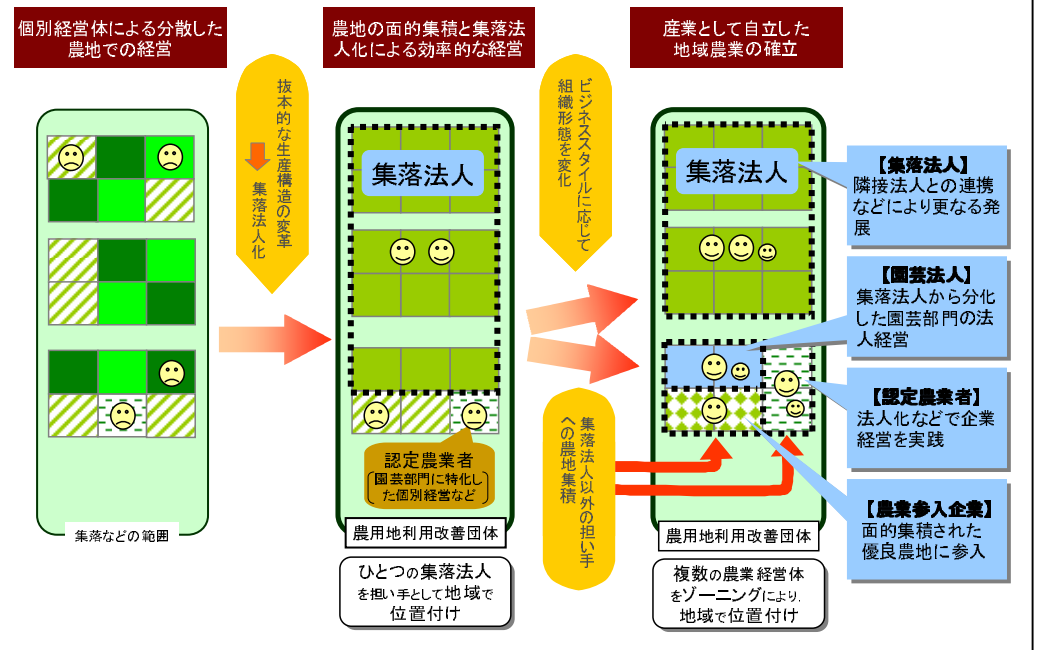 個別経営体による分散した
農地での経営
農地の面的集積と集落法
人化による効率的な経営
産業として自立した
地域農業の確立
抜本的な生産構造の変革
集落法人化
ビジネススタイルに応じて
組織形態を変化
集落法人
集落法人
【集落法人】
隣接法人との連携
などにより更なる発
展
【園芸法人】
集落法人から分化
した園芸部門の法
人経営
【認定農業者】
法人化などで企業
経営を実践
【農業参入企業】
面的集積された
優良農地に参入
集落法人以外の担い手
への農地集積
認定農業者
園芸部門に特化し
た個別経営など
集落などの範囲
農用地利用改善団体
農用地利用改善団体
ひとつの集落法人
を担い手として地域で
位置付け
複数の農業経営体
をゾーニングにより、
地域で位置付け